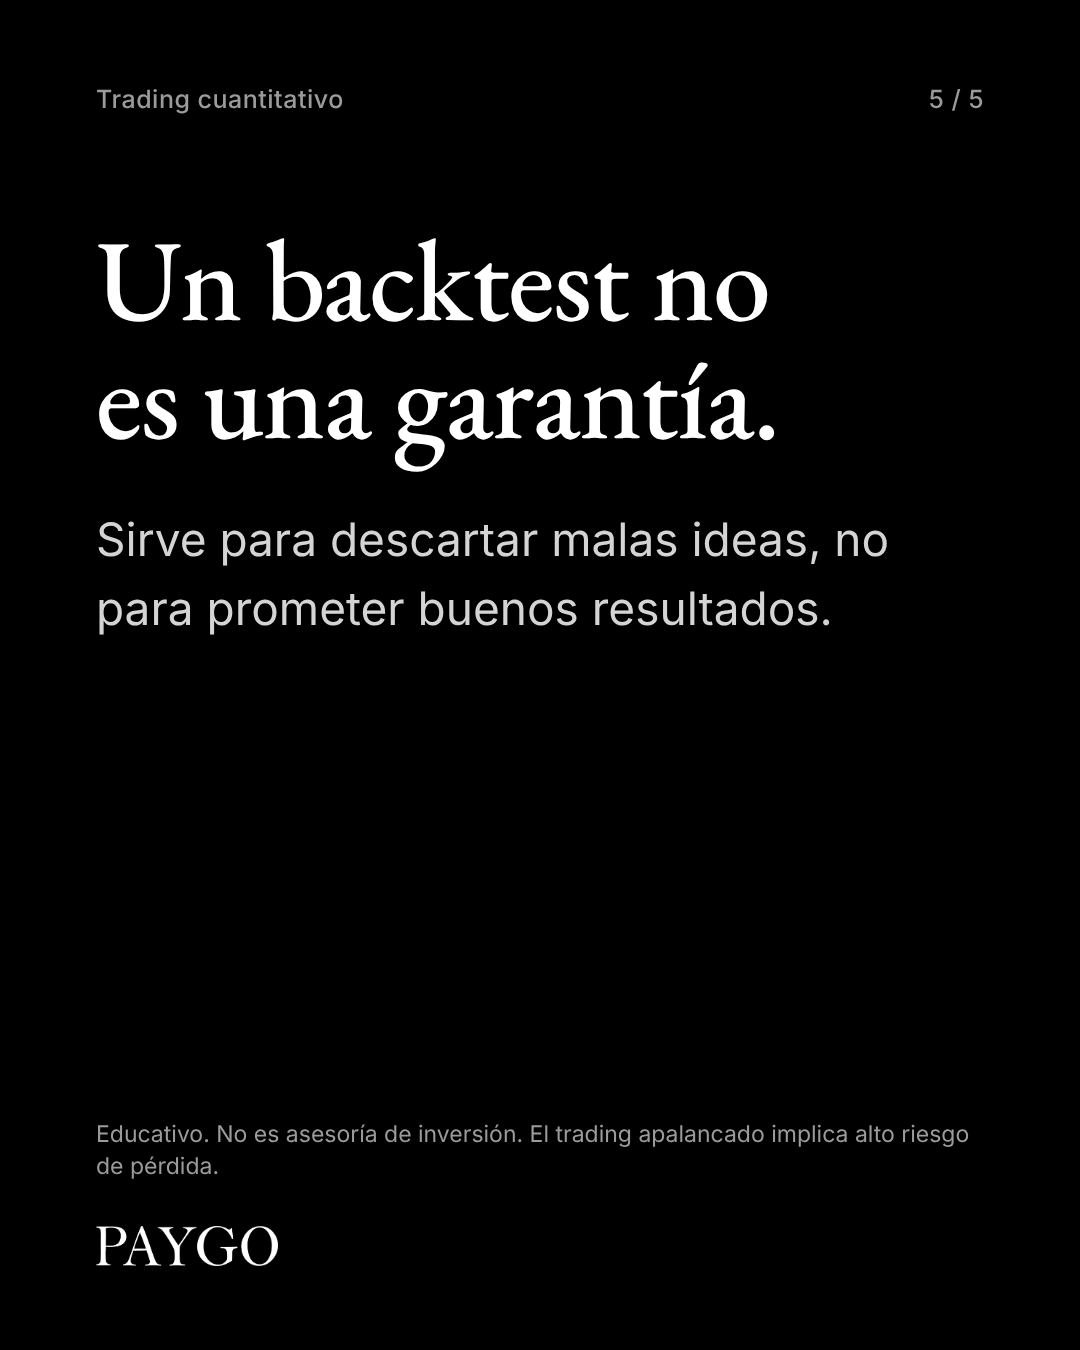 Trading cuantitativo
5 / 5
Un backtest no
es una garantía.
Sirve para descartar malas ideas, no
para prometer buenos resultados.
Educativo. No es asesoría de inversión. El trading apalancado implica alto riesgo
de pérdida.
PAYGO